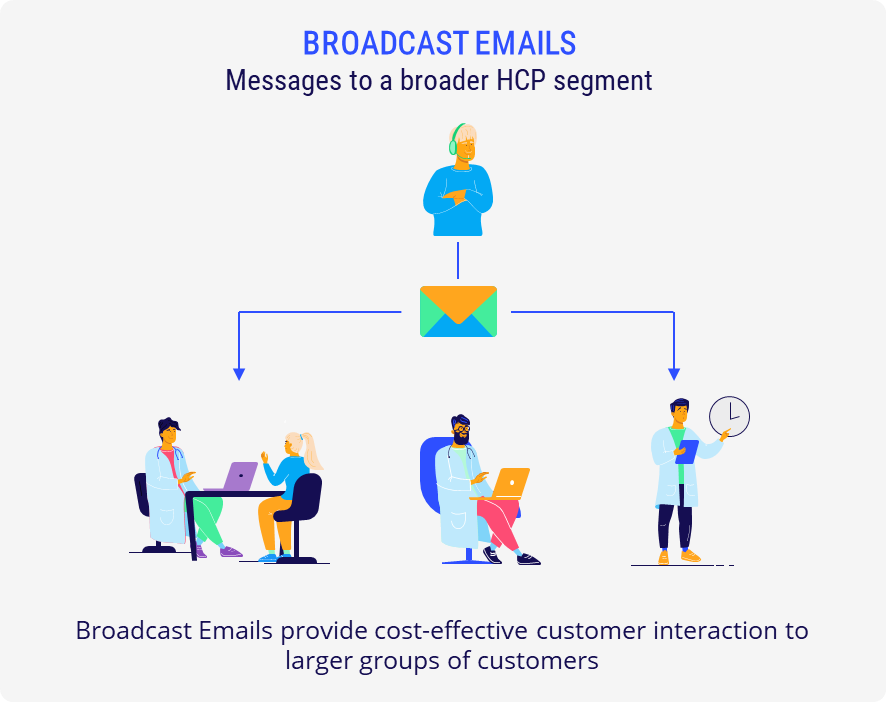 BROADCAST EMAILS
Messages to a broader HCP segment
Broadcast Emails provide cost-effective customer interaction to
larger groups of customers